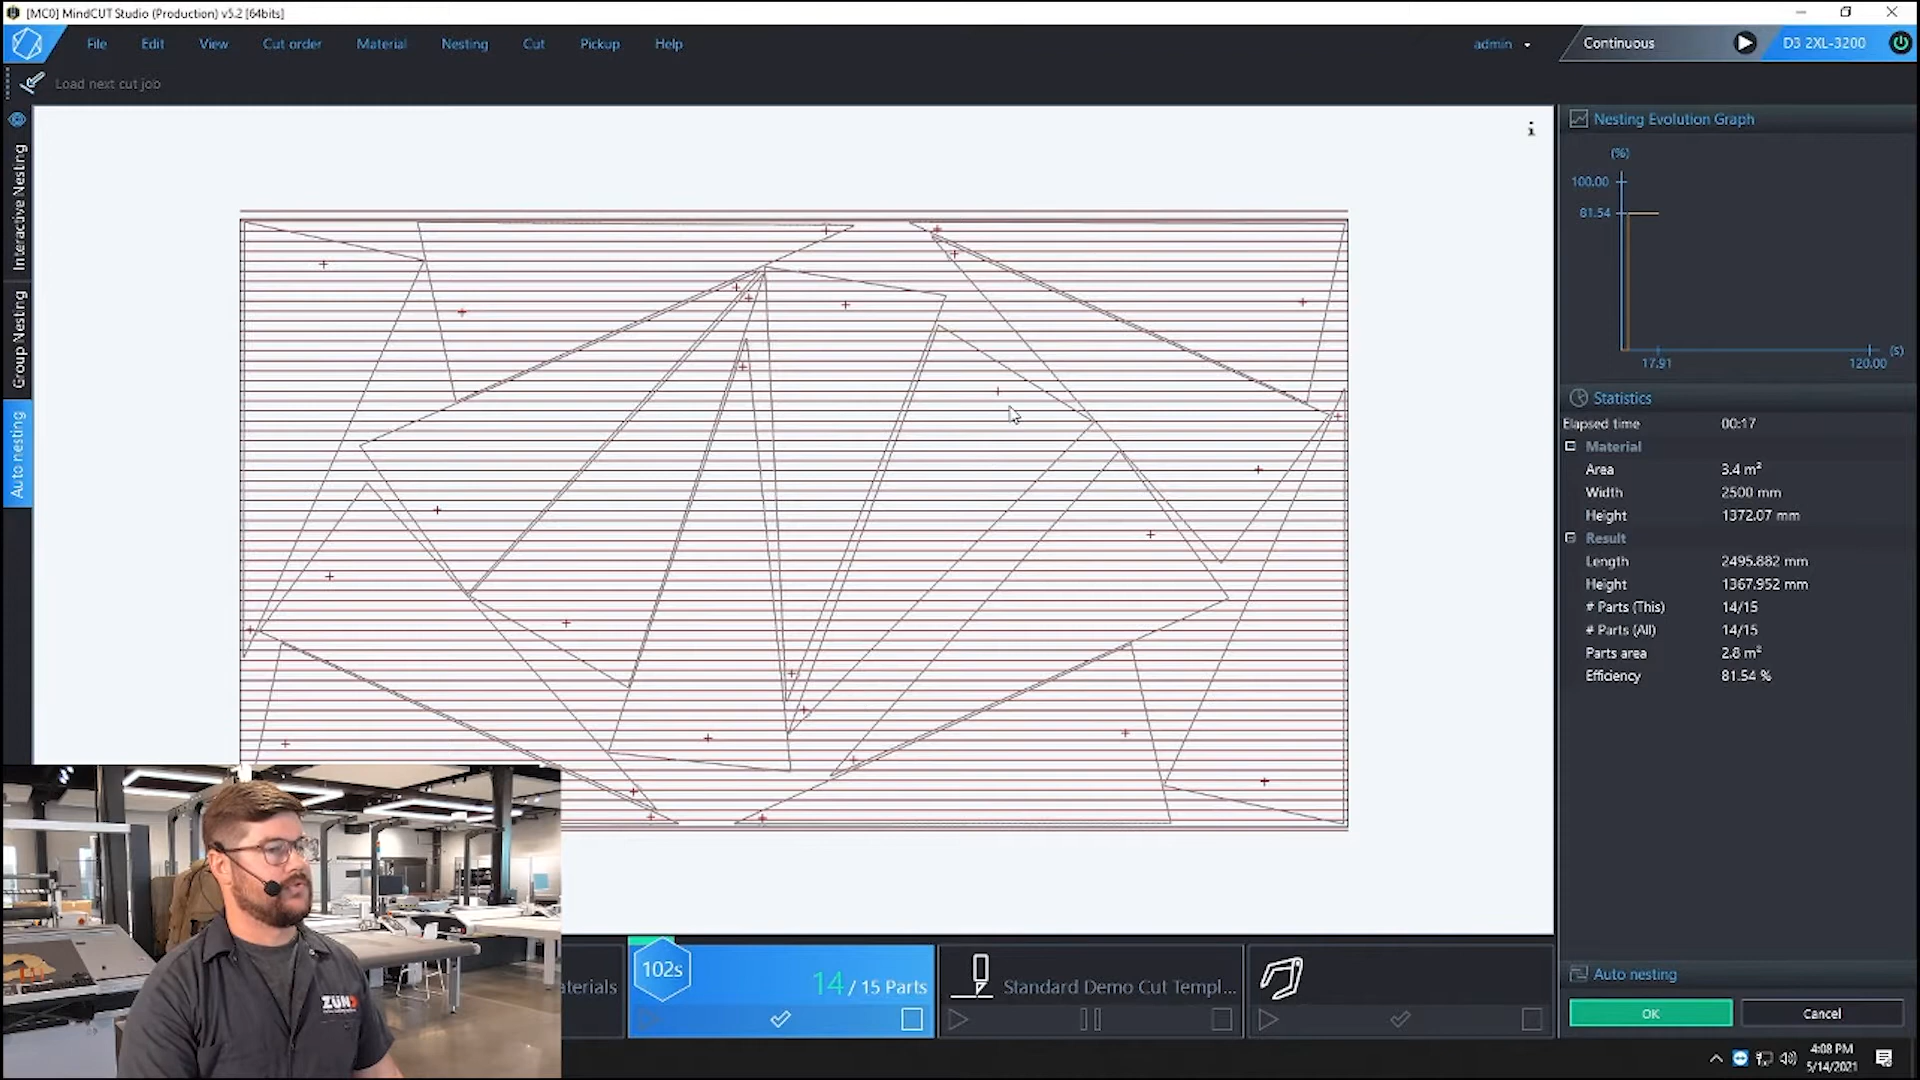 [MC0] MindCUT Studio (Production) v5.2 [64bits]
File Edit View Cut order Material Nesting Cut Pickup Help
admin
Continuous
D3 2XL-3200
Load next cut job
Interactive Nesting
Group Nesting
Auto nesting
i
Nesting Evolution Graph
(%)
100.00
81.54
(s)
17.91
120.00
Statistics
Elapsed time 00:17
Material
Area 3.4 m²
Width 2500 mm
Height 1372.07 mm
Result
Length 2495.882 mm
Height 1367.952 mm
# Parts (This) 14/15
# Parts (All) 14/15
Parts area 2.8 m²
Efficiency 81.54 %
Auto nesting
OK Cancel
aterials
102s
14 / 15 Parts
Standard Demo Cut Templ...
ZÜND
4:08 PM
5/14/2021